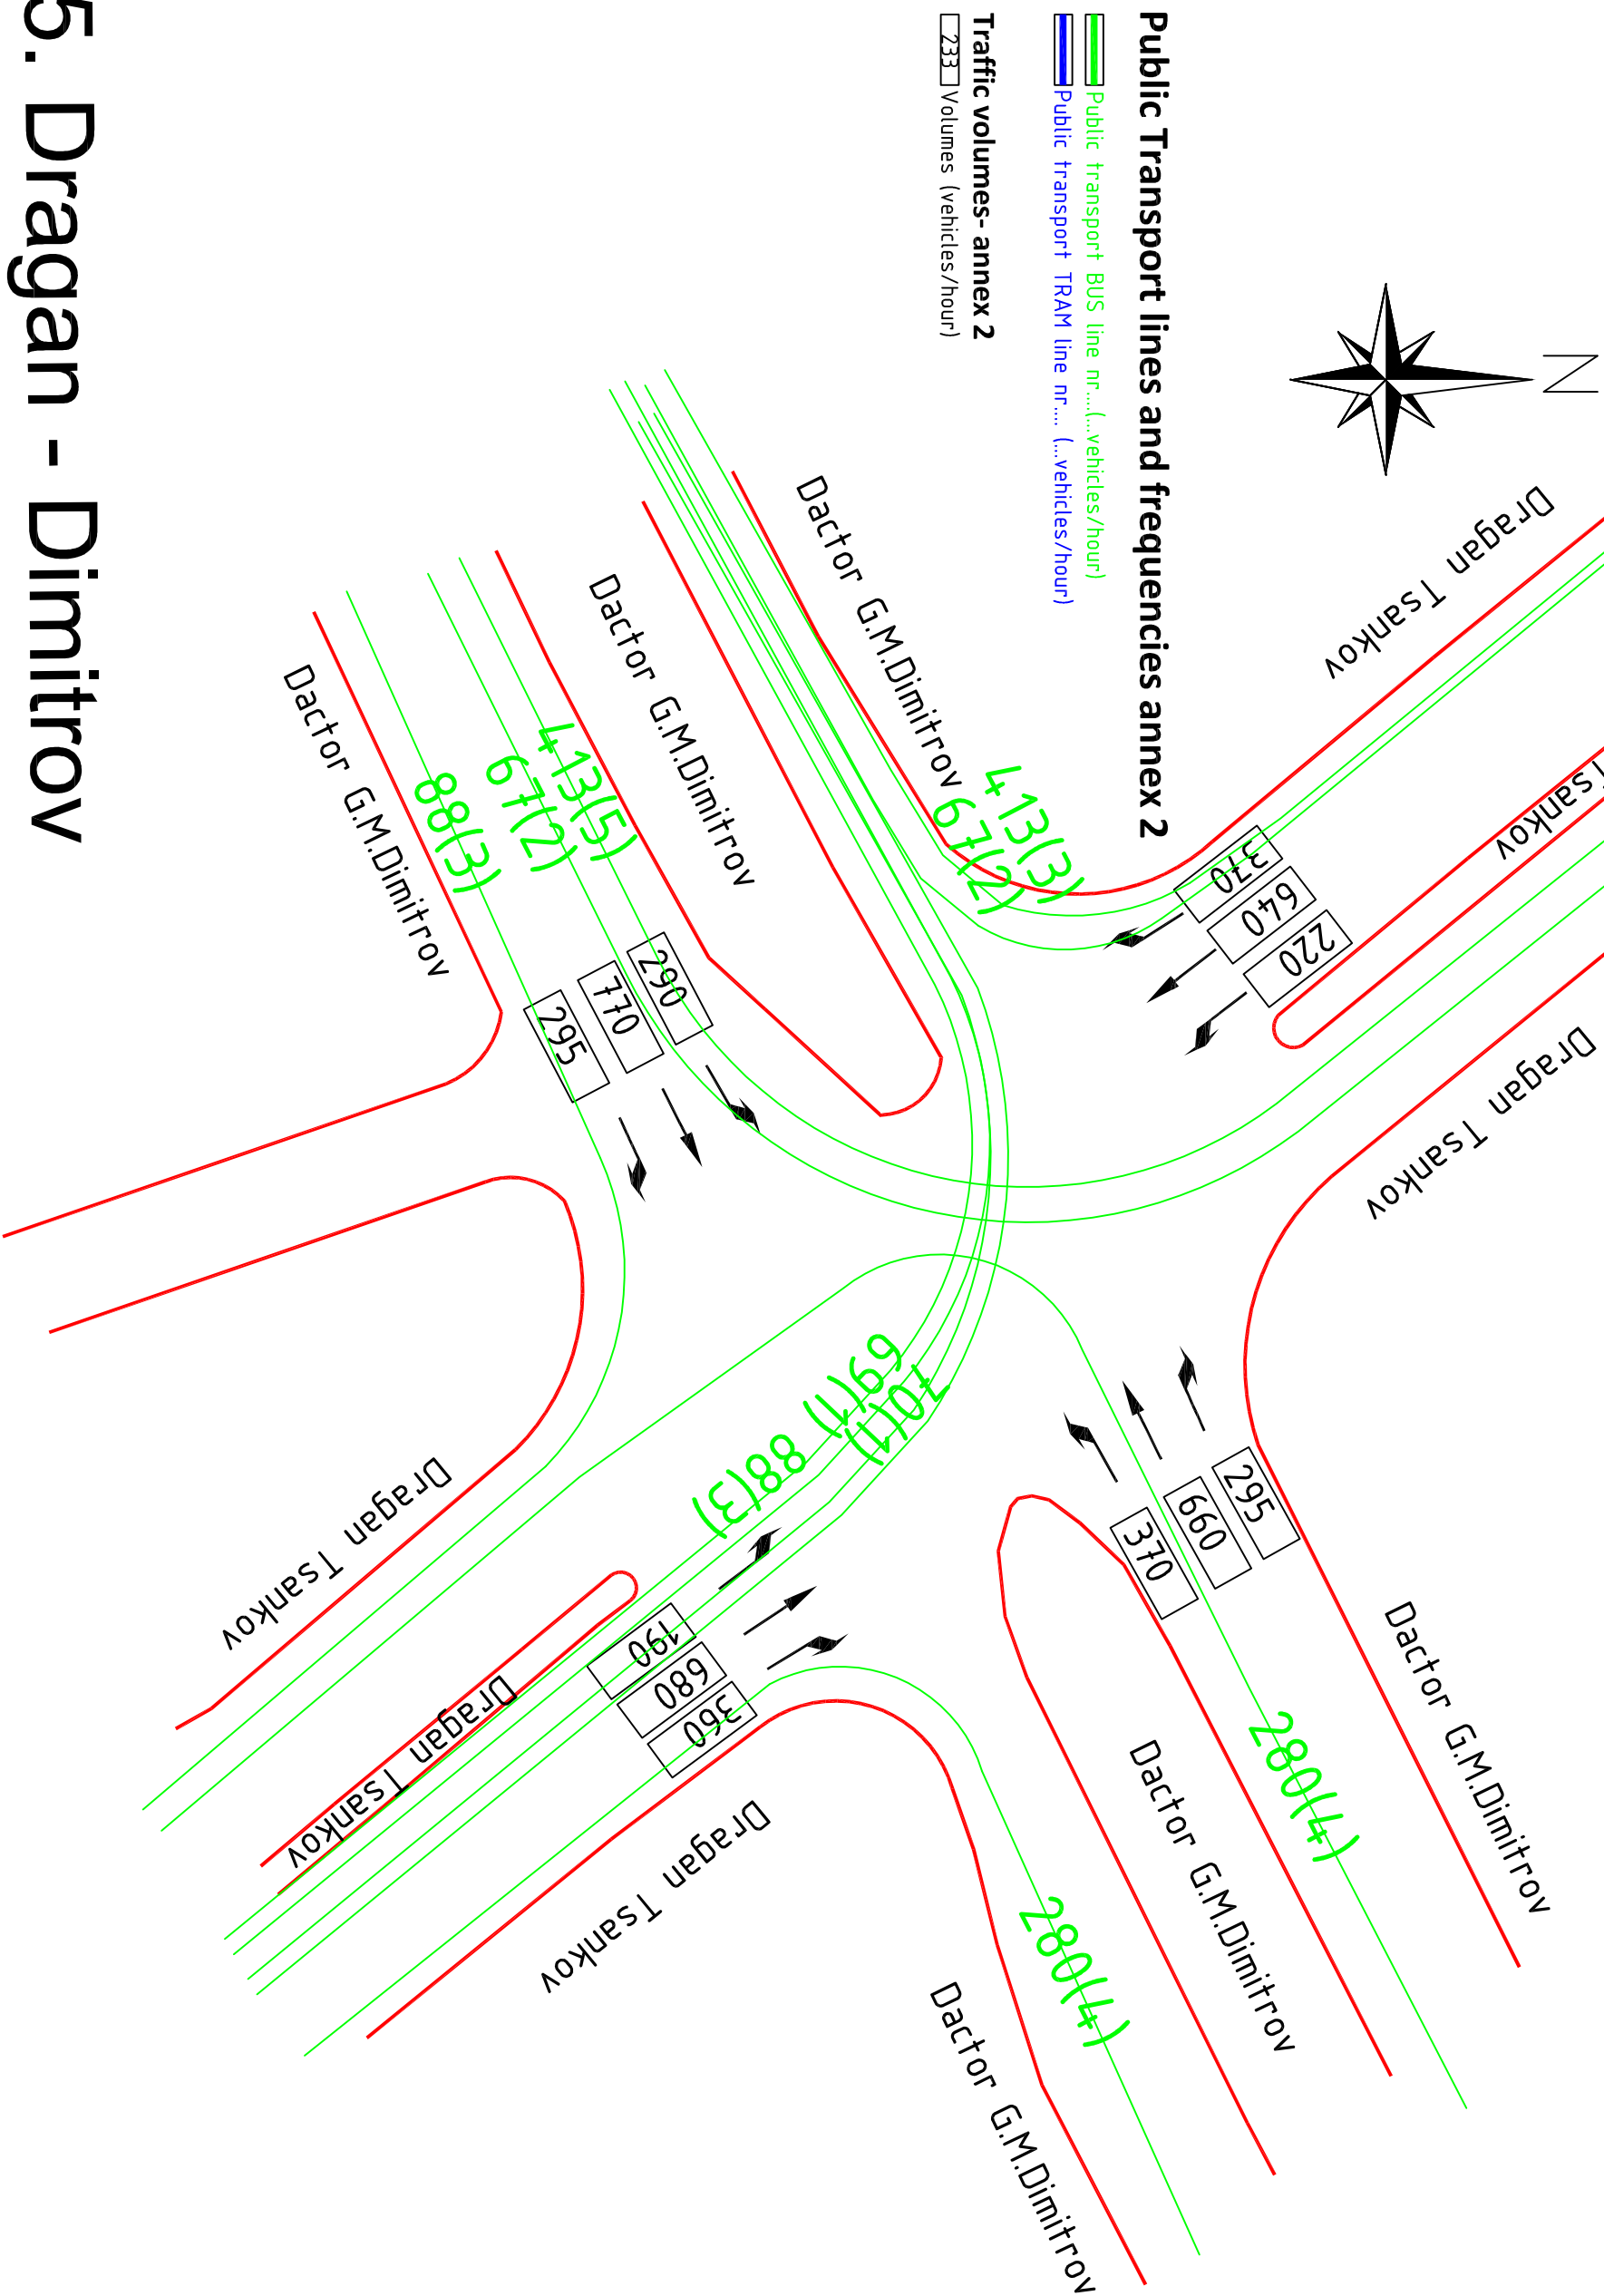 5. Dragan - Dimitrov
Public Transport lines and frequencies annex 2
Public transport BUS line nr....(...vehicles/hour)
Public transport TRAM line nr.... (...vehicles/hour)
Traffic volumes- annex 2
233 Volumes (vehicles/hour)
N
Dragan Tsankov
Tsankov
Dragan Tsankov
Dactor G.M.Dimitrov
Dactor G.M.Dimitrov
Dactor G.M.Dimitrov
413(3)
67(2)
413(5)
67(2)
88(3)
370
640
220
290
770
295
69(1)
70(1)
88(3)
295
660
370
190
680
360
280(4)
280(4)
Dragan Tsankov
Dragan Tsankov
Dragan Tsankov
Dactor G.M.Dimitrov
Dactor G.M.Dimitrov
Dactor G.M.Dimitrov